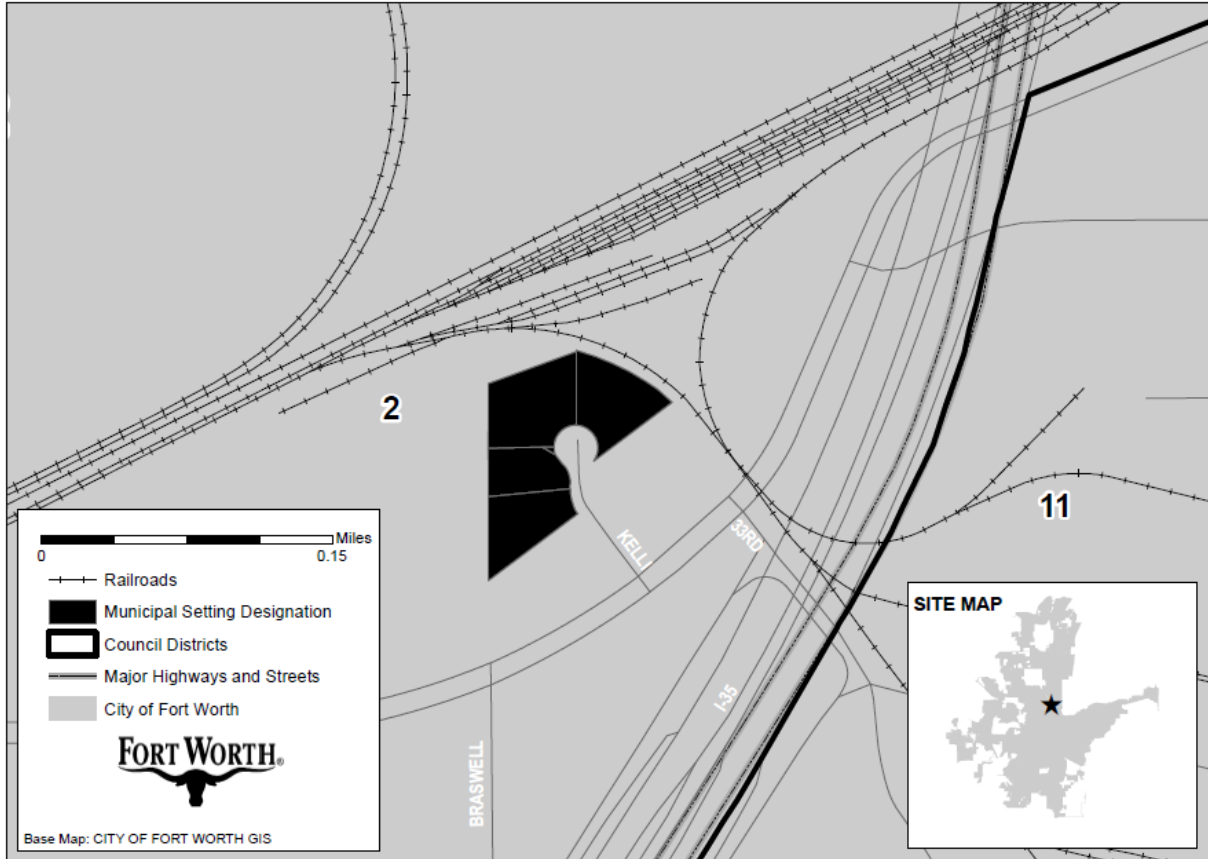 2
11
KELLI
33RD
I-35
BRASWELL
Miles
0 0.15
Railroads
Municipal Setting Designation
Council Districts
Major Highways and Streets
City of Fort Worth
FORT WORTH®
Base Map: CITY OF FORT WORTH GIS
SITE MAP